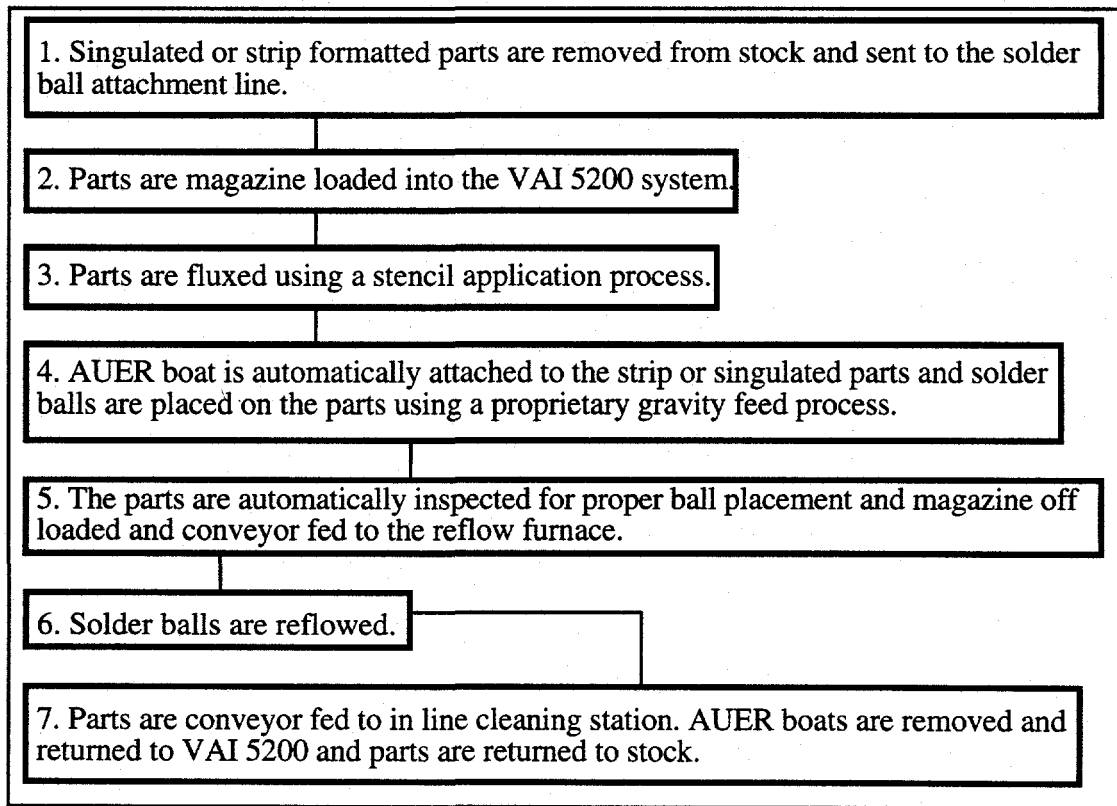 1. Singulated or strip formatted parts are removed from stock and sent to the solder
ball attachment line.
2. Parts are magazine loaded into the VAI 5200 system.
3. Parts are fluxed using a stencil application process.
4. AUER boat is automatically attached to the strip or singulated parts and solder
balls are placed on the parts using a proprietary gravity feed process.
5. The parts are automatically inspected for proper ball placement and magazine off
loaded and conveyor fed to the reflow furnace.
6. Solder balls are reflowed.
7. Parts are conveyor fed to in line cleaning station. AUER boats are removed and
returned to VAI 5200 and parts are returned to stock.